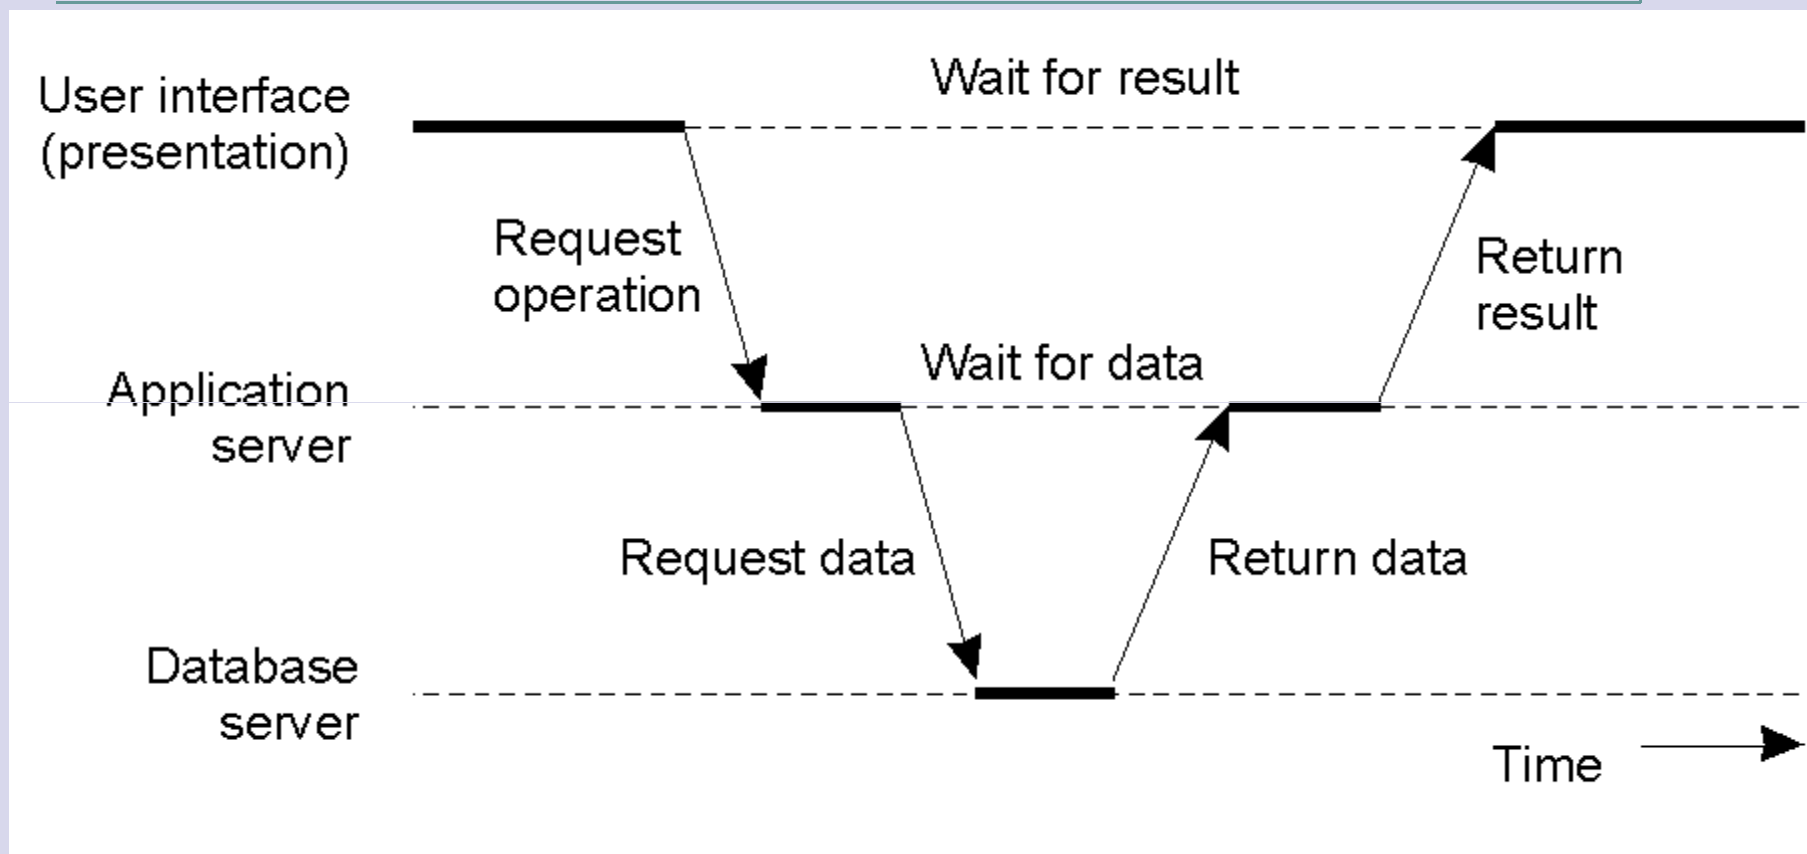 Wait for result
User interface
(presentation)
Request
operation
Return
result
Wait for data
Application
server
Request data
Return data
Database
server
Time